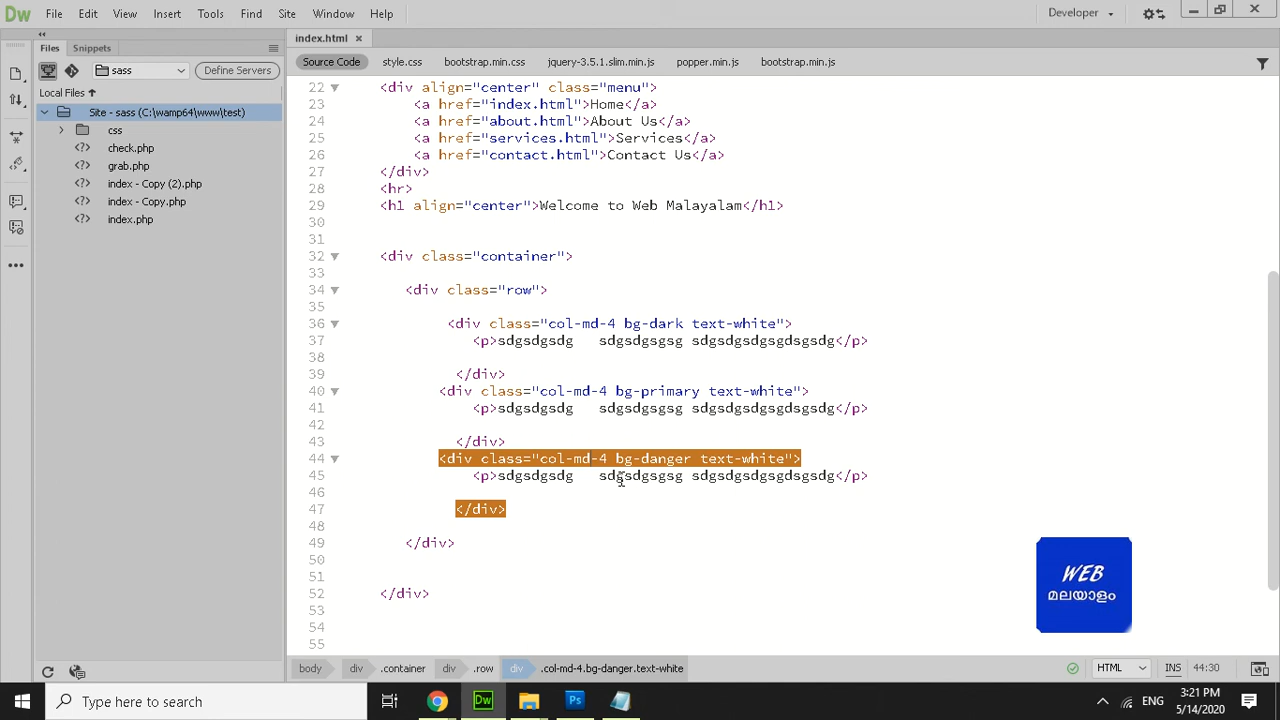 Dw File Edit View Insert Tools Find Site Window Help Developer
Files Snippets
index.html
sass Define Servers
Source Code style.css bootstrap.min.css jquery-3.5.1.slim.min.js popper.min.js bootstrap.min.js
Local Files
Site - sass (C:\wamp64\www\test)
css
check.php
grab.php
index - Copy (2).php
index - Copy.php
index.php
22 <div align="center" class="menu">
23 <a href="index.html">Home</a>
24 <a href="about.html">About Us</a>
25 <a href="services.html">Services</a>
26 <a href="contact.html">Contact Us</a>
27 </div>
28 <hr>
29 <h1 align="center">Welcome to Web Malayalam</h1>
30
31
32 <div class="container">
33
34 <div class="row">
35
36 <div class="col-md-4 bg-dark text-white">
37 <p>sdgsdgsdg sdgsdgsgsg sdgsdgsdgsgdsgsdg</p>
38
39 </div>
40 <div class="col-md-4 bg-primary text-white">
41 <p>sdgsdgsdg sdgsdgsgsg sdgsdgsdgsgdsgsdg</p>
42
43 </div>
44 <div class="col-md-4 bg-danger text-white">
45 <p>sdgsdgsdg sdgsdgsgsg sdgsdgsdgsgdsgsdg</p>
46
47 </div>
48
49 </div>
50
51
52 </div>
53
54
55
WEB
മലയാളം
body div .container div .row div .col-md-4.bg-danger.text-white HTML INS 44:30
Type here to search
Dw
Ps
ENG
3:21 PM
5/14/2020